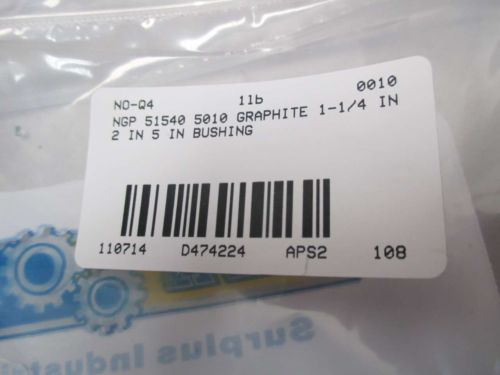 NO-Q4 1lb 0010
NGP 51540 5010 GRAPHITE 1-1/4 IN
2 IN 5 IN BUSHING
110714 D474224 APS2 108
Surplus Industrial